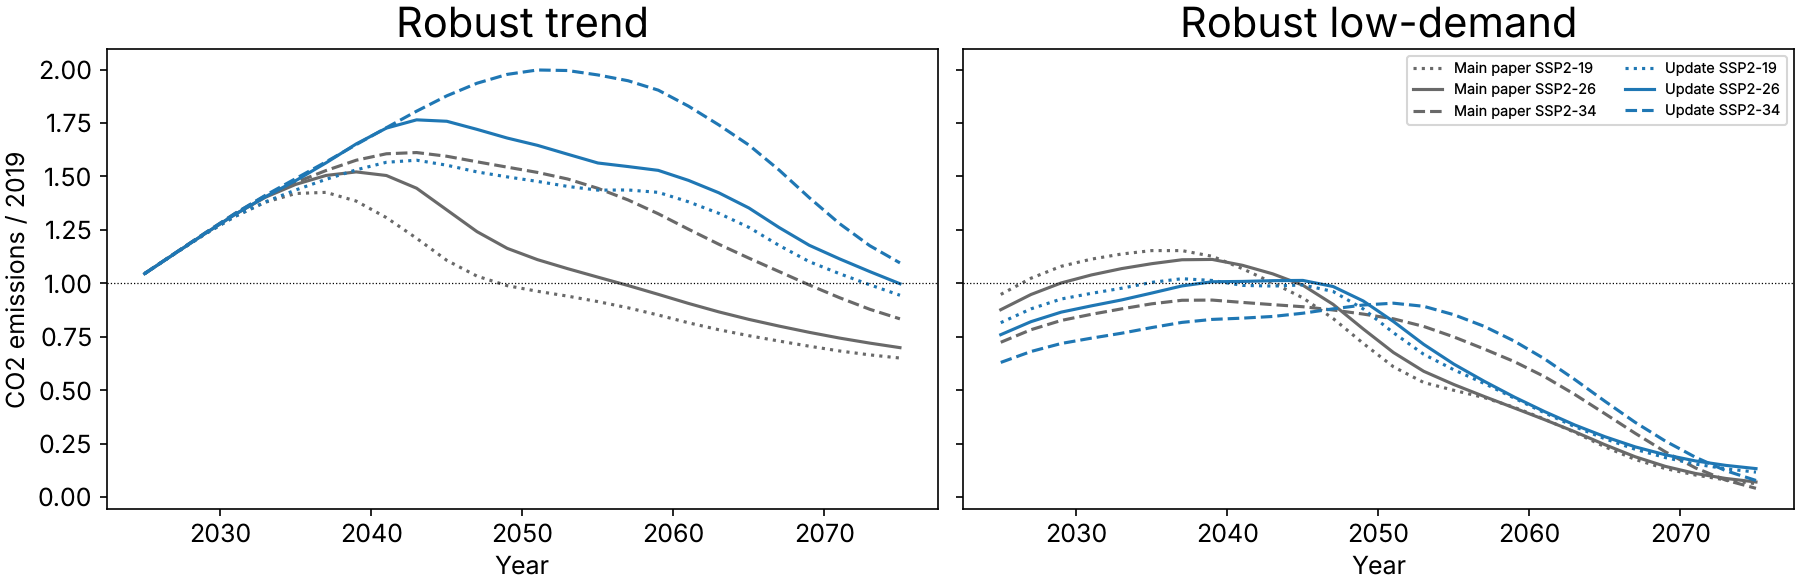 Robust trend
Robust low-demand
CO2 emissions / 2019
2.00
1.75
1.50
1.25
1.00
0.75
0.50
0.25
0.00
Main paper SSP2-19
Main paper SSP2-26
Main paper SSP2-34
Update SSP2-19
Update SSP2-26
Update SSP2-34
2030 2040 2050 2060 2070
2030 2040 2050 2060 2070
Year
Year